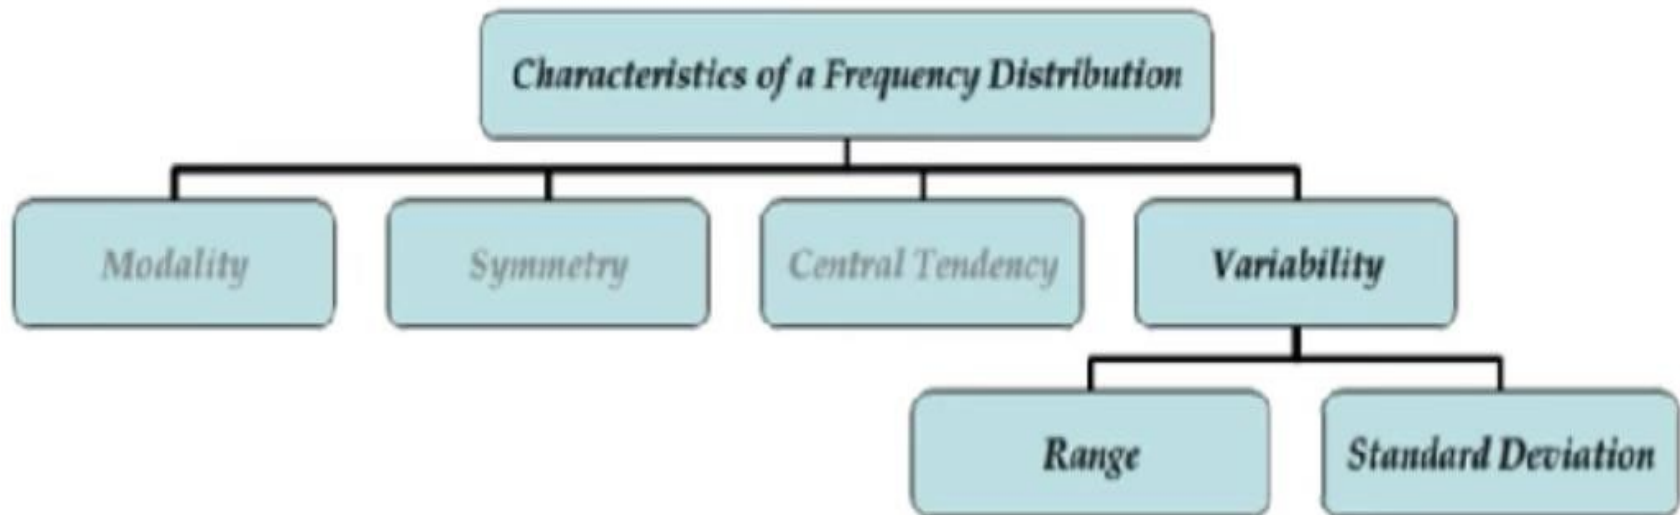 Characteristics of a Frequency Distribution
Modality
Symmetry
Central Tendency
Variability
Range
Standard Deviation